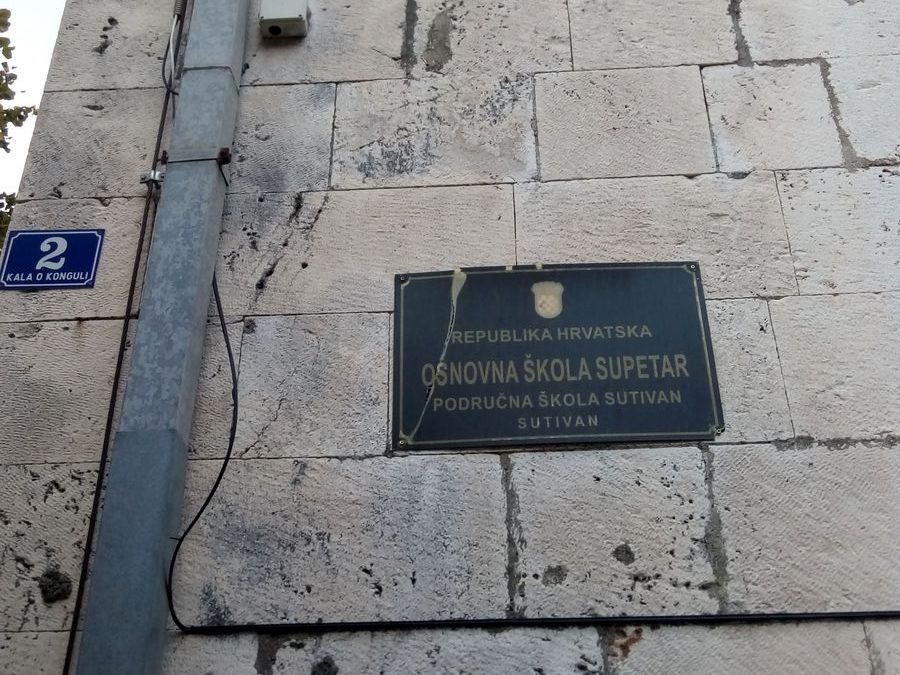 2
KALA O KONGULI
REPUBLIKA HRVATSKA
OSNOVNA ŠKOLA SUPETAR
PODRUČNA ŠKOLA SUTIVAN
SUTIVAN